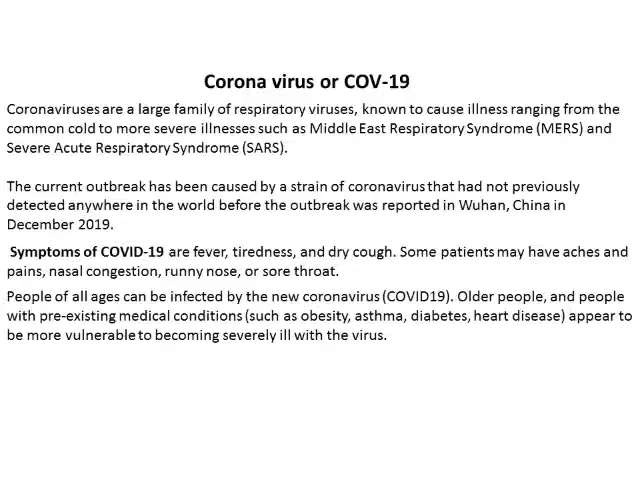 Corona virus or COV-19
Coronaviruses are a large family of respiratory viruses, known to cause illness ranging from the
common cold to more severe illnesses such as Middle East Respiratory Syndrome (MERS) and
Severe Acute Respiratory Syndrome (SARS).
The current outbreak has been caused by a strain of coronavirus that had not previously
detected anywhere in the world before the outbreak was reported in Wuhan, China in
December 2019.
Symptoms of COVID-19 are fever, tiredness, and dry cough. Some patients may have aches and
pains, nasal congestion, runny nose, or sore throat.
People of all ages can be infected by the new coronavirus (COVID19). Older people, and people
with pre-existing medical conditions (such as obesity, asthma, diabetes, heart disease) appear to
be more vulnerable to becoming severely ill with the virus.